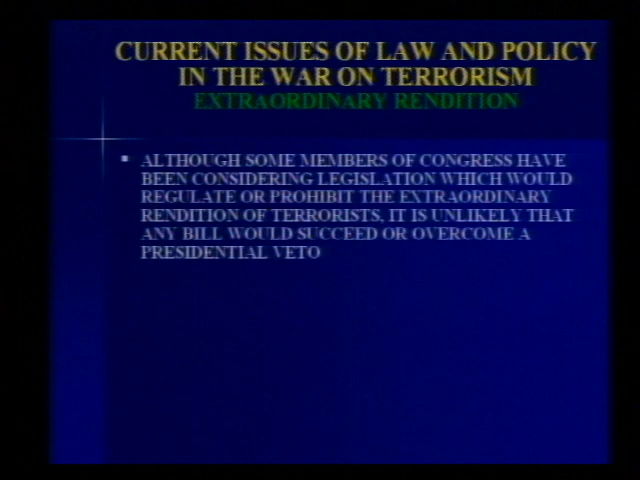 CURRENT ISSUES OF LAW AND POLICY
IN THE WAR ON TERRORISM
EXTRAORDINARY RENDITION
ALTHOUGH SOME MEMBERS OF CONGRESS HAVE
BEEN CONSIDERING LEGISLATION WHICH WOULD
REGULATE OR PROHIBIT THE EXTRAORDINARY
RENDITION OF TERRORISTS, IT IS UNLIKELY THAT
ANY BILL WOULD SUCCEED OR OVERCOME A
PRESIDENTIAL VETO